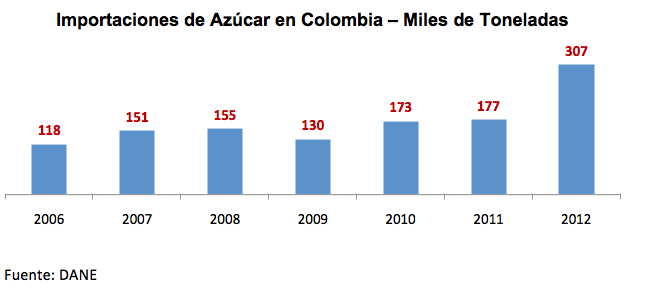 Importaciones de Azúcar en Colombia – Miles de Toneladas
118 151 155 130 173 177 307
2006 2007 2008 2009 2010 2011 2012
Fuente: DANE